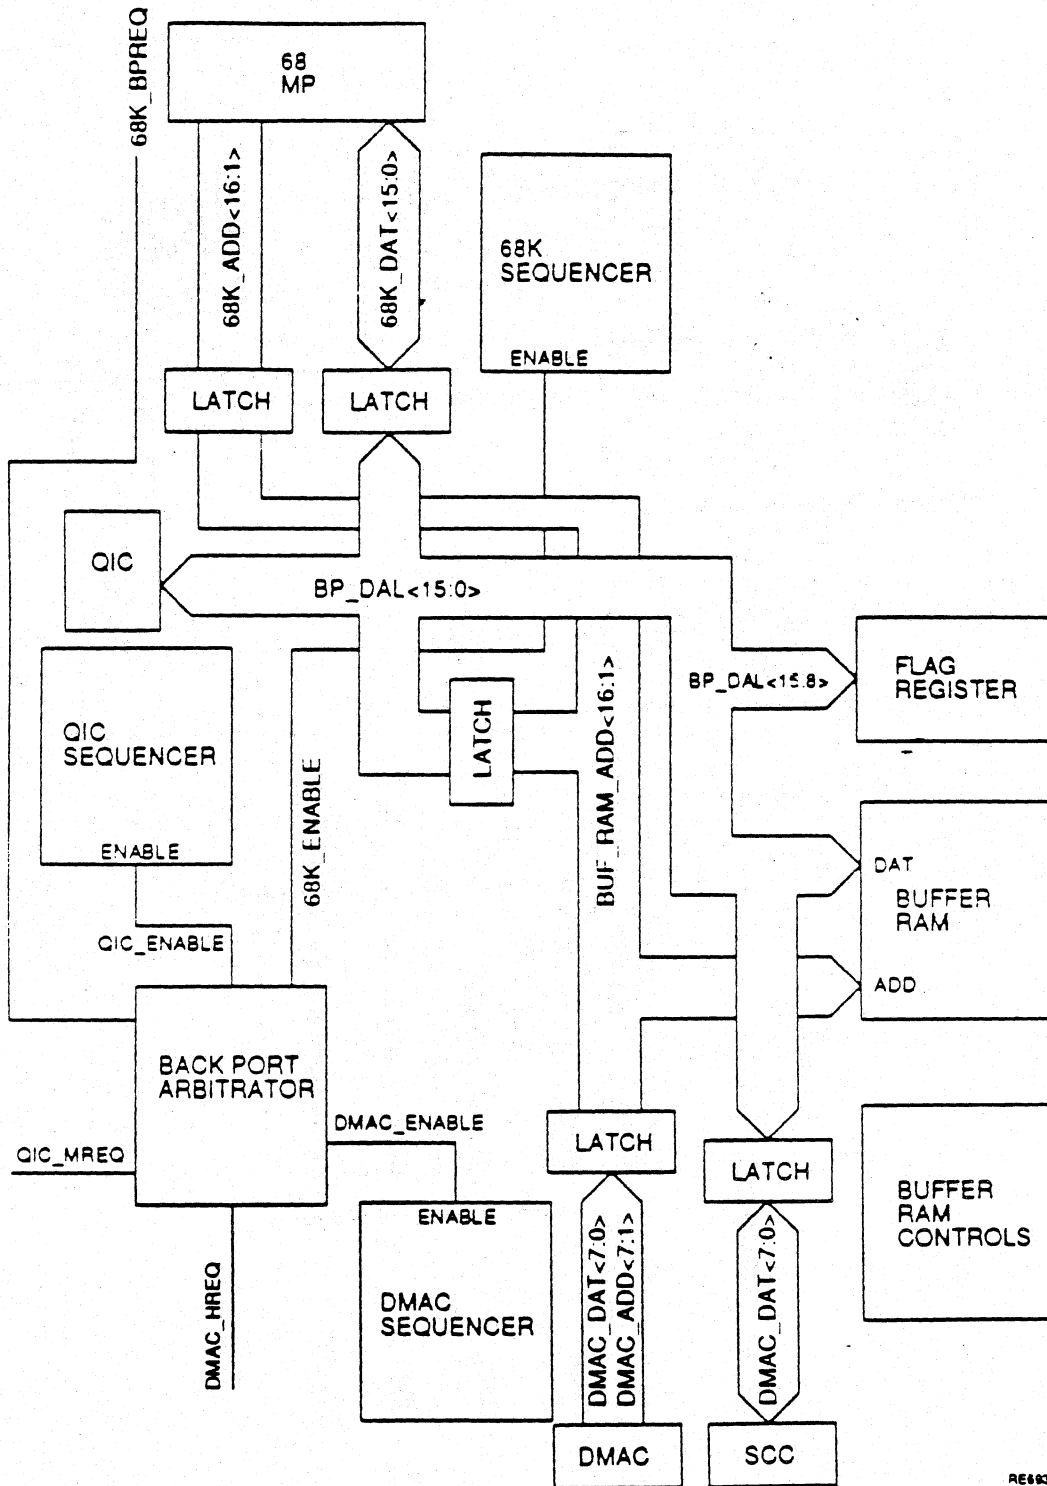 68K_BPREQ
68
MP
68K_ADD<16:1>
68K_DAT<15:0>
68K
SEQUENCER
ENABLE
LATCH
LATCH
QIC
BP_DAL<15:0>
FLAG
REGISTER
BP_DAL<15:8>
QIC
SEQUENCER
ENABLE
LATCH
68K_ENABLE
BUF_RAM_ADD<16:1>
DAT
BUFFER
RAM
ADD
QIC_ENABLE
BACK PORT
ARBITRATOR
DMAC_ENABLE
QIC_MREQ
LATCH
LATCH
BUFFER
RAM
CONTROLS
ENABLE
DMAC
SEQUENCER
DMAC_HREQ
DMAC_DAT<7:0>
DMAC_ADD<7:1>
DMAC_DAT<7:0>
DMAC
SCC